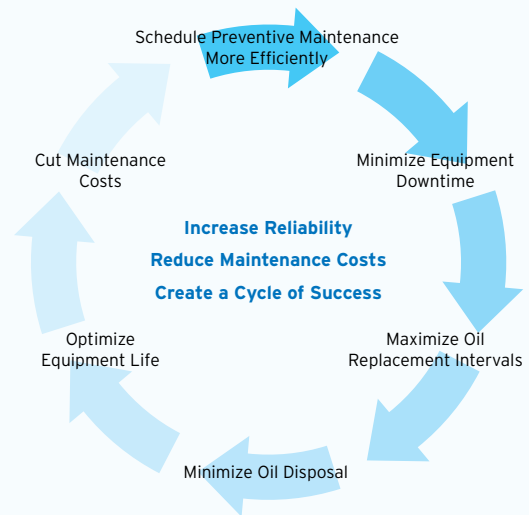 Schedule Preventive Maintenance
More Efficiently
Minimize Equipment
Downtime
Maximize Oil
Replacement Intervals
Minimize Oil Disposal
Optimize
Equipment Life
Cut Maintenance
Costs
Increase Reliability
Reduce Maintenance Costs
Create a Cycle of Success